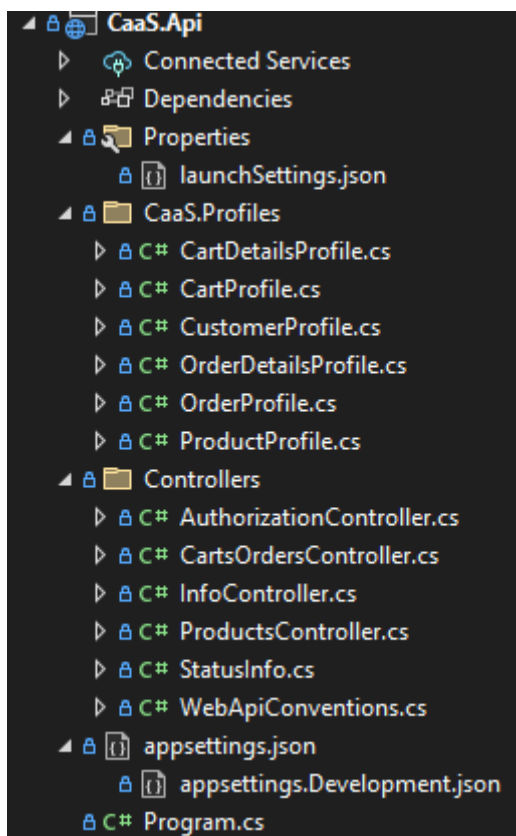 CaaS.Api
Connected Services
Dependencies
Properties
launchSettings.json
CaaS.Profiles
C# CartDetailsProfile.cs
C# CartProfile.cs
C# CustomerProfile.cs
C# OrderDetailsProfile.cs
C# OrderProfile.cs
C# ProductProfile.cs
Controllers
C# AuthorizationController.cs
C# CartsOrdersController.cs
C# InfoController.cs
C# ProductsController.cs
C# StatusInfo.cs
C# WebApiConventions.cs
appsettings.json
appsettings.Development.json
C# Program.cs